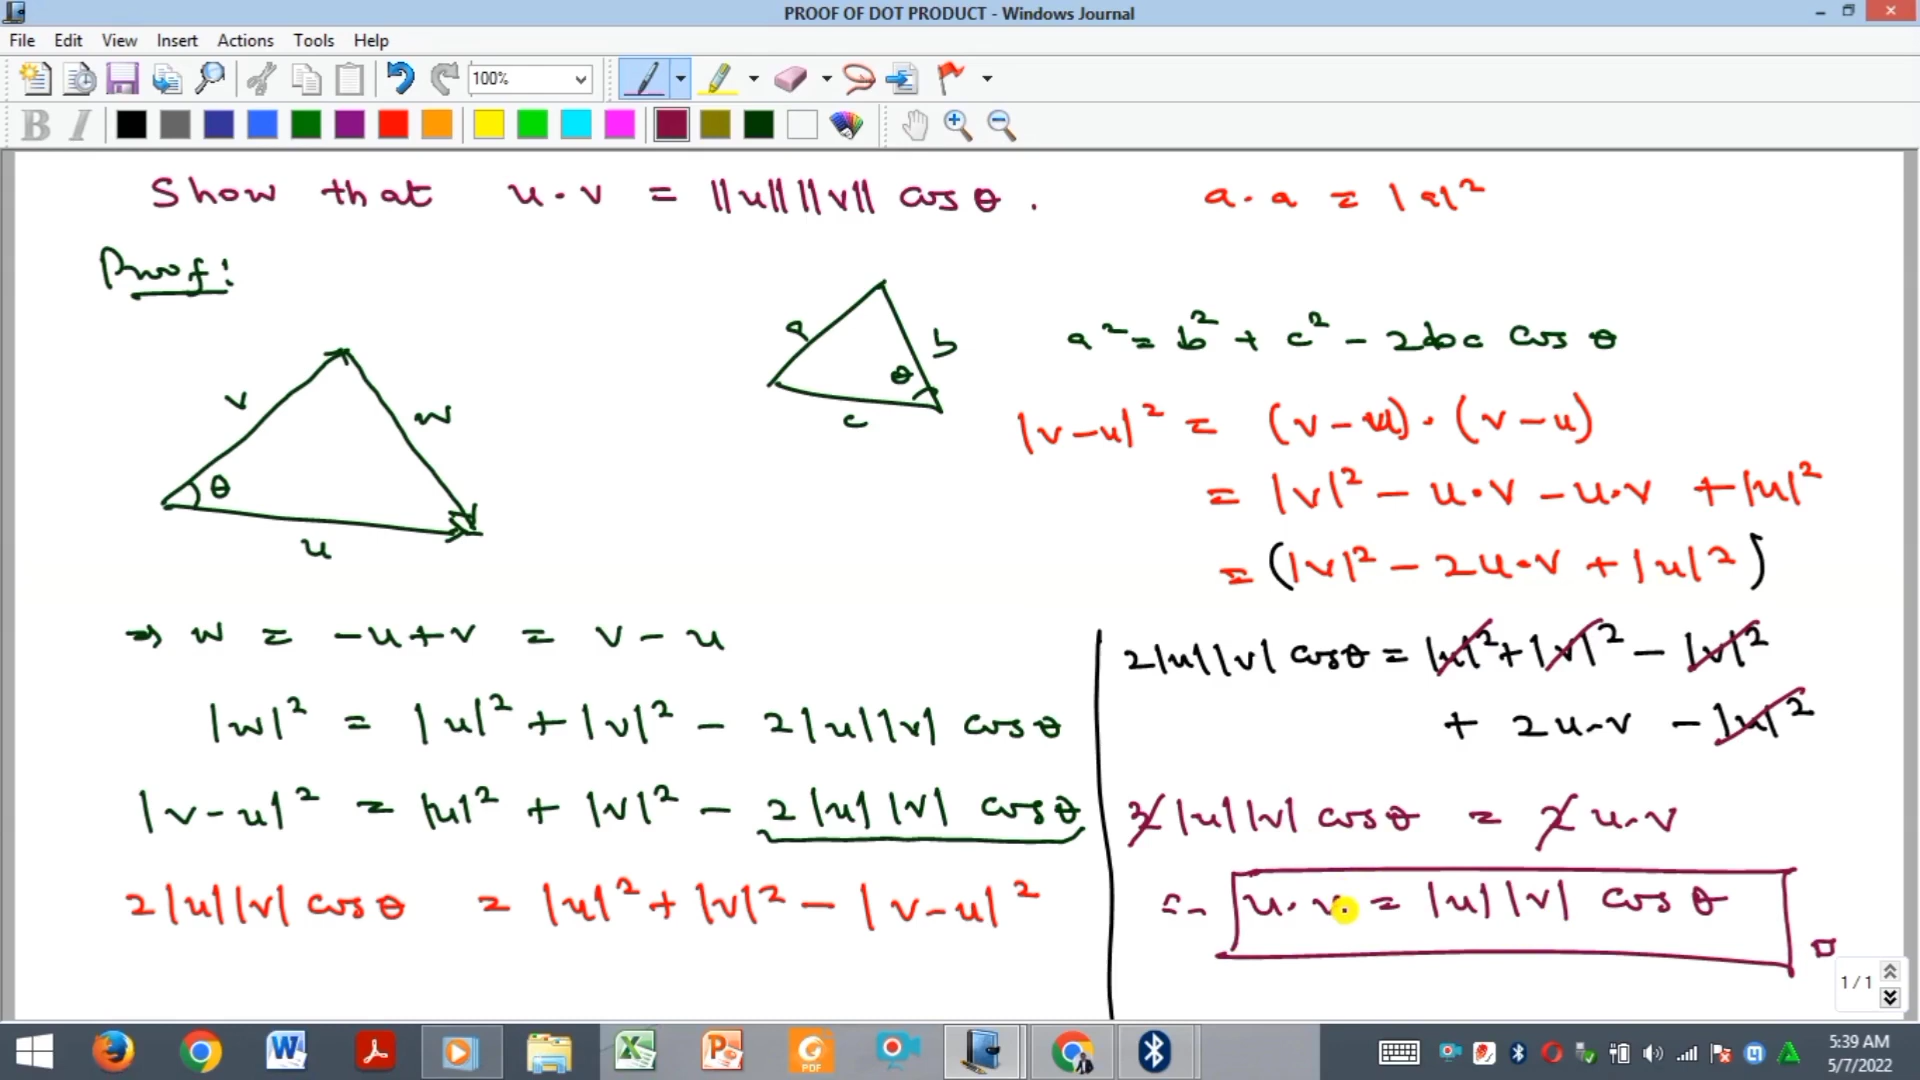 PROOF OF DOT PRODUCT - Windows Journal
File Edit View Insert Actions Tools Help
100%
B I
Show that u · v = ||u|| ||v|| cos θ .
a · a = |a|²
Proof:
v
w
θ
u
a
b
θ
c
a² = b² + c² - 2bc cos θ
|v-u|² = (v-u) · (v-u)
= |v|² - u·v - u·v + |u|²
= (|v|² - 2u·v + |u|²)
⇒ w = -u+v = v - u
|w|² = |u|² + |v|² - 2|u||v| cos θ
|v-u|² = |u|² + |v|² - 2|u||v| cos θ
2|u||v| cos θ = |u|² + |v|² - |v-u|²
2|u||v| cosθ = |u|² + |v|² - |v|²
+ 2u·v - |u|²
2|u||v| cos θ = 2 u·v
∴ u·v = |u||v| cos θ
1 / 1
PDF
5:39 AM
5/7/2022